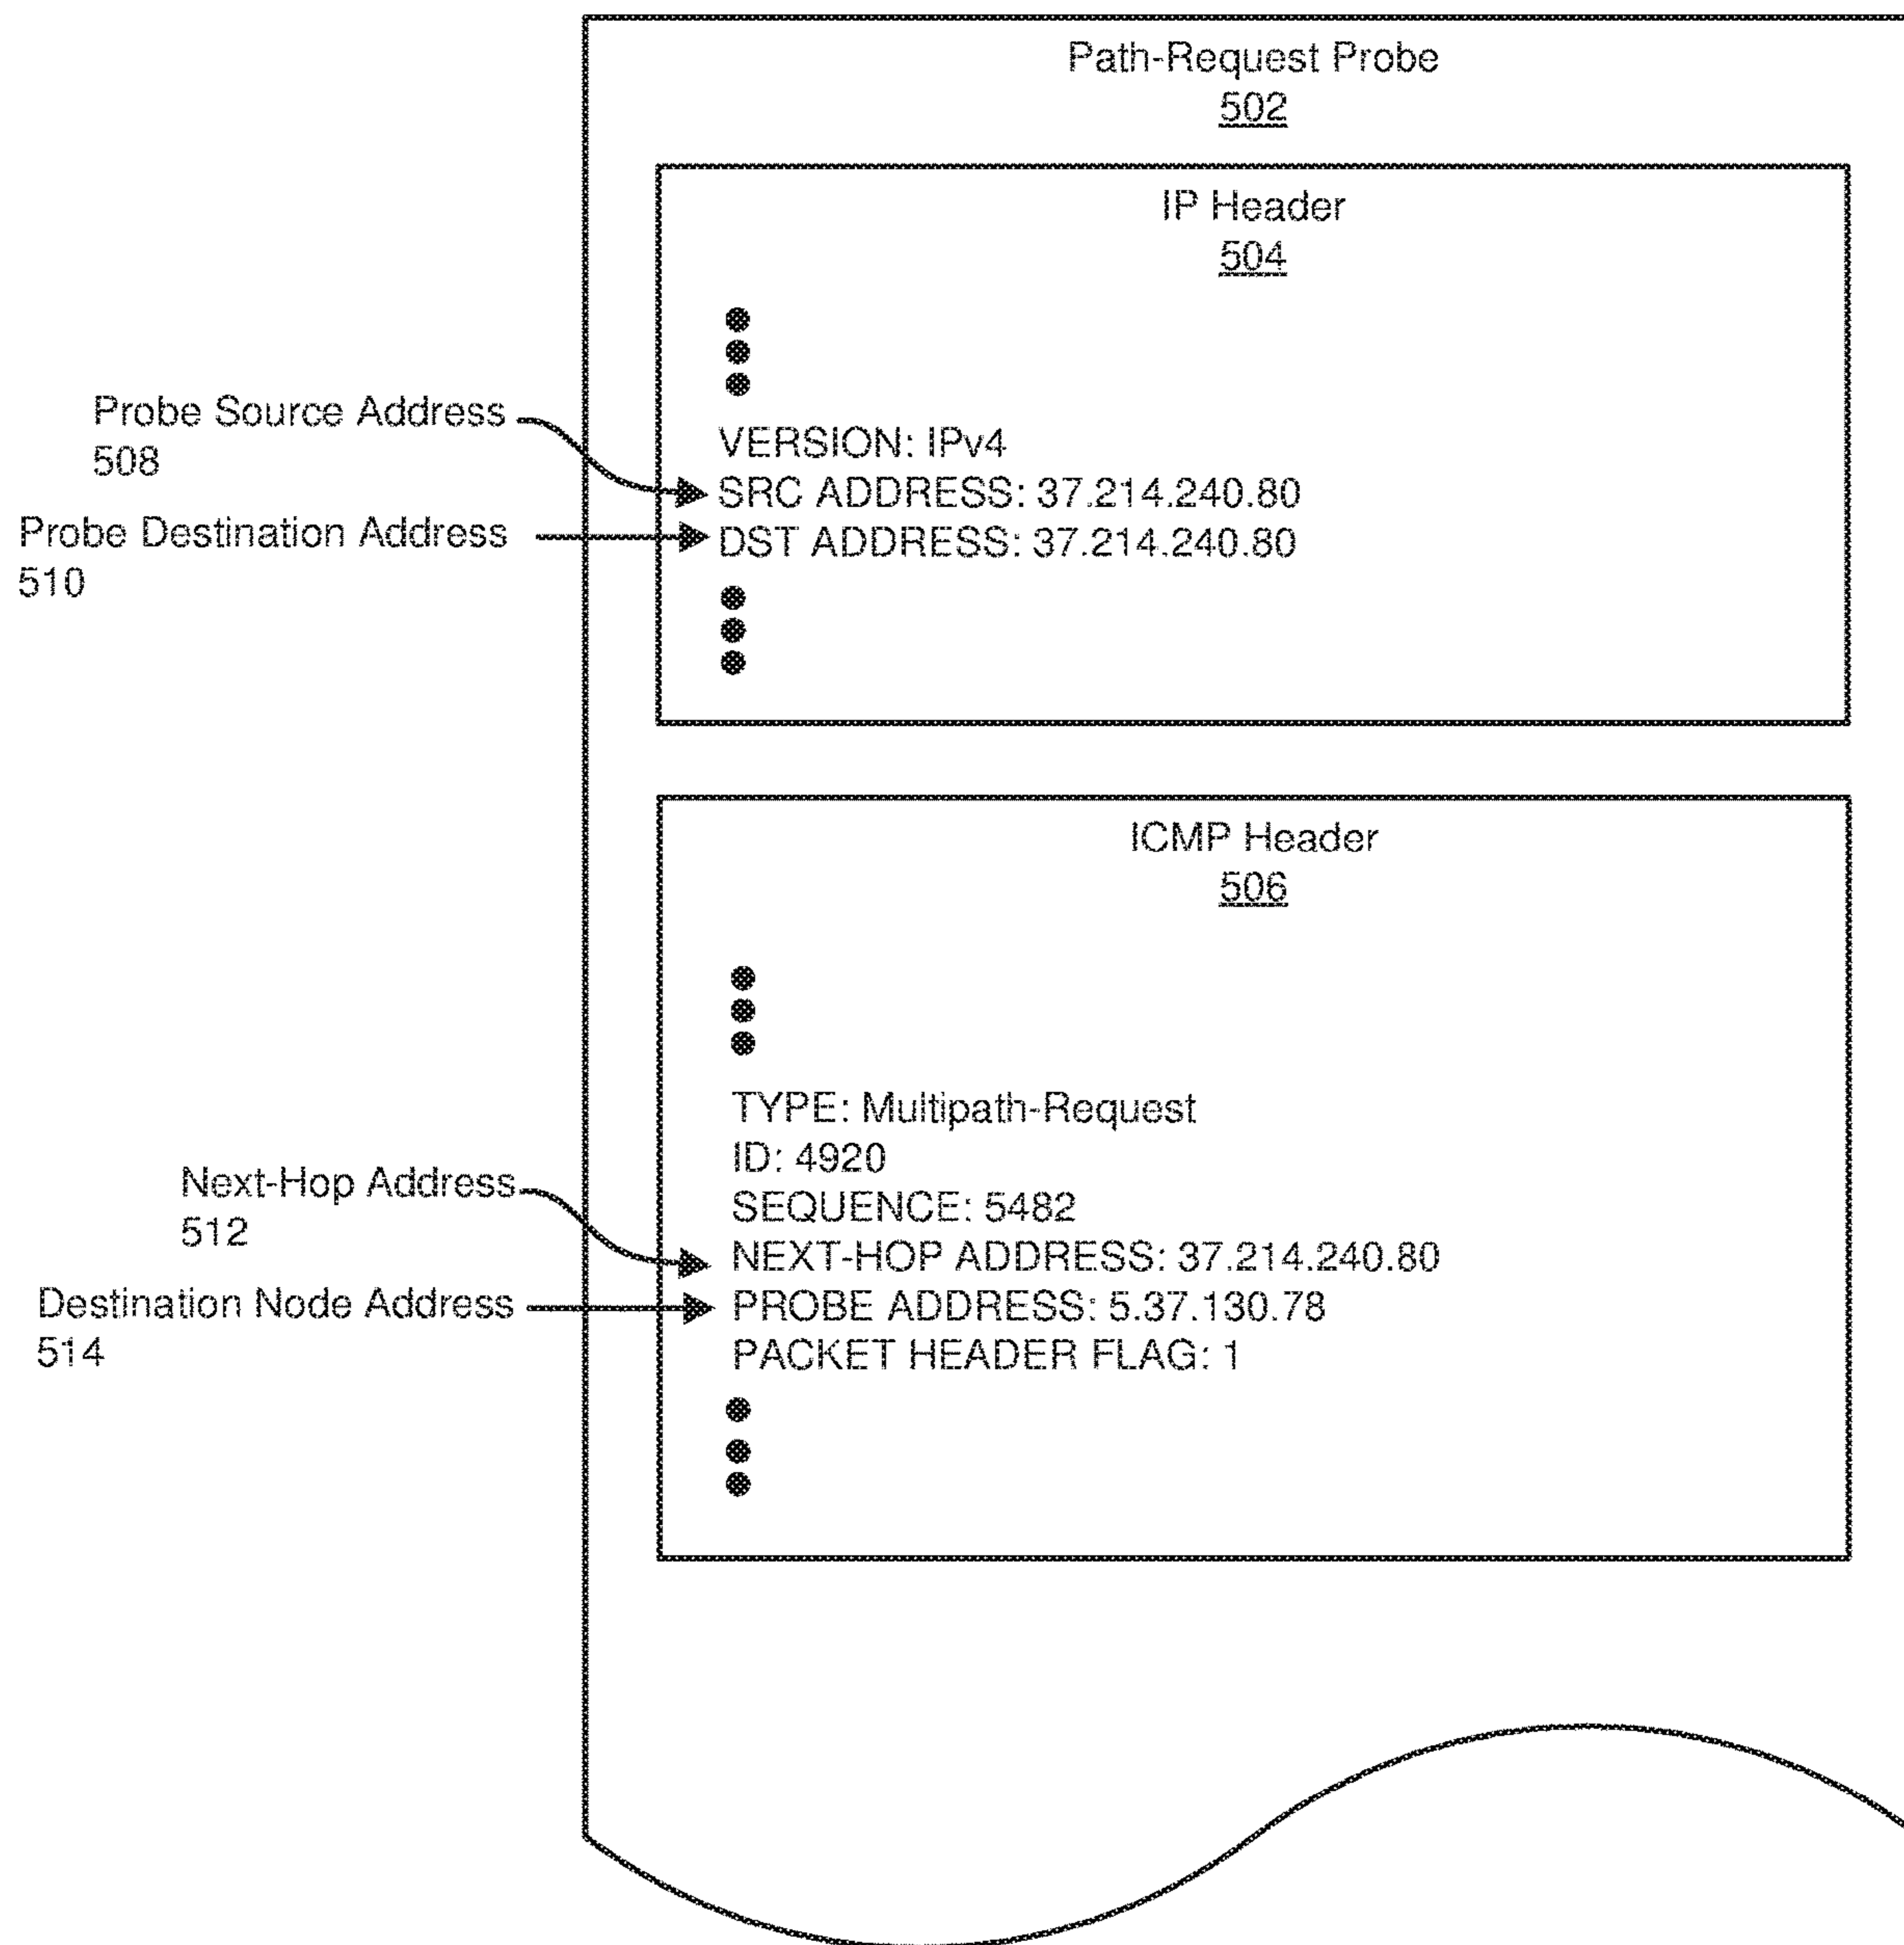 Path-Request Probe
502
IP Header
504
Probe Source Address
508
Probe Destination Address
510
VERSION: IPv4
SRC ADDRESS: 37.214.240.80
DST ADDRESS: 37.214.240.80
ICMP Header
506
Next-Hop Address
512
Destination Node Address
514
TYPE: Multipath-Request
ID: 4920
SEQUENCE: 5482
NEXT-HOP ADDRESS: 37.214.240.80
PROBE ADDRESS: 5.37.130.78
PACKET HEADER FLAG: 1